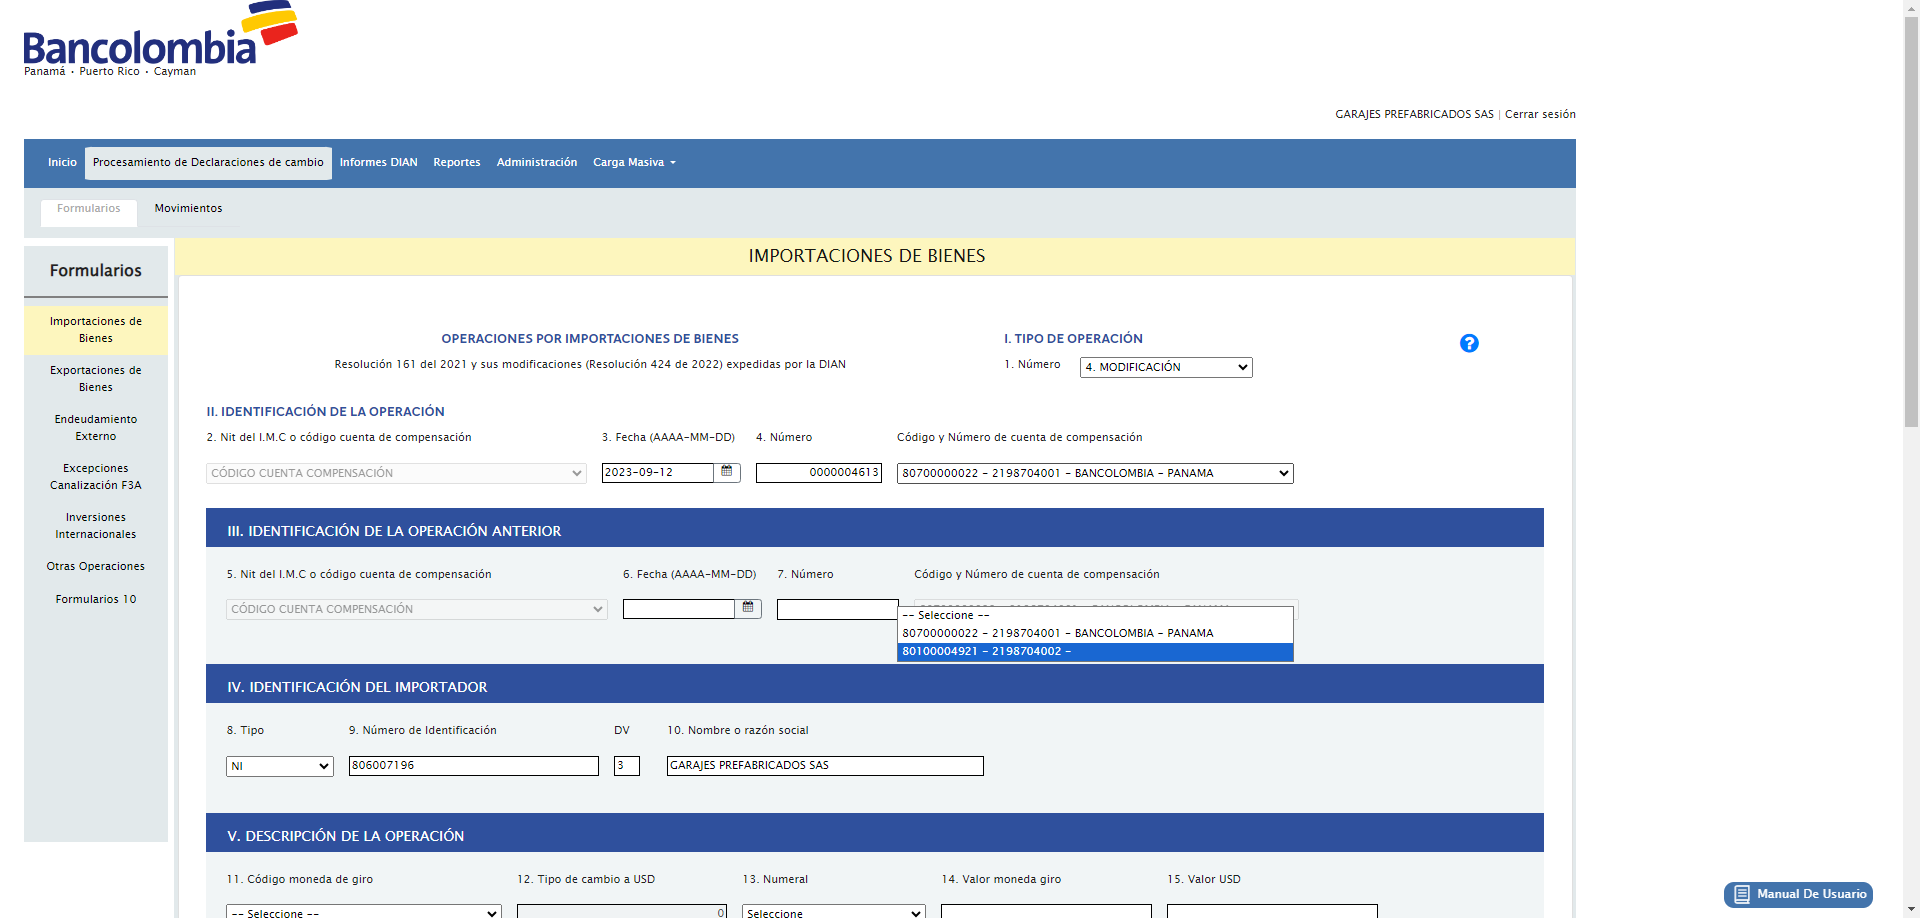 Bancolombia
Panamá • Puerto Rico • Cayman
GARAJES PREFABRICADOS SAS | Cerrar sesión
Inicio
Procesamiento de Declaraciones de cambio
Informes DIAN
Reportes
Administración
Carga Masiva
Formularios
Movimientos
Formularios
Importaciones de
Bienes
Exportaciones de
Bienes
Endeudamiento
Externo
Excepciones
Canalización F3A
Inversiones
Internacionales
Otras Operaciones
Formularios 10
IMPORTACIONES DE BIENES
OPERACIONES POR IMPORTACIONES DE BIENES
Resolución 161 del 2021 y sus modificaciones (Resolución 424 de 2022) expedidas por la DIAN
I. TIPO DE OPERACIÓN
1. Número
4. MODIFICACIÓN
?
II. IDENTIFICACIÓN DE LA OPERACIÓN
2. Nit del I.M.C o código cuenta de compensación
3. Fecha (AAAA-MM-DD)
4. Número
Código y Número de cuenta de compensación
CÓDIGO CUENTA COMPENSACIÓN
2023-09-12
0000004613
80700000022 - 2198704001 - BANCOLOMBIA - PANAMA
III. IDENTIFICACIÓN DE LA OPERACIÓN ANTERIOR
5. Nit del I.M.C o código cuenta de compensación
6. Fecha (AAAA-MM-DD)
7. Número
Código y Número de cuenta de compensación
CÓDIGO CUENTA COMPENSACIÓN
-- Seleccione --
80700000022 - 2198704001 - BANCOLOMBIA - PANAMA
80100004921 - 2198704002 -
IV. IDENTIFICACIÓN DEL IMPORTADOR
8. Tipo
9. Número de Identificación
DV
10. Nombre o razón social
NI
806007196
3
GARAJES PREFABRICADOS SAS
V. DESCRIPCIÓN DE LA OPERACIÓN
11. Código moneda de giro
12. Tipo de cambio a USD
13. Numeral
14. Valor moneda giro
15. Valor USD
-- Seleccione --
0
Seleccione
Manual De Usuario